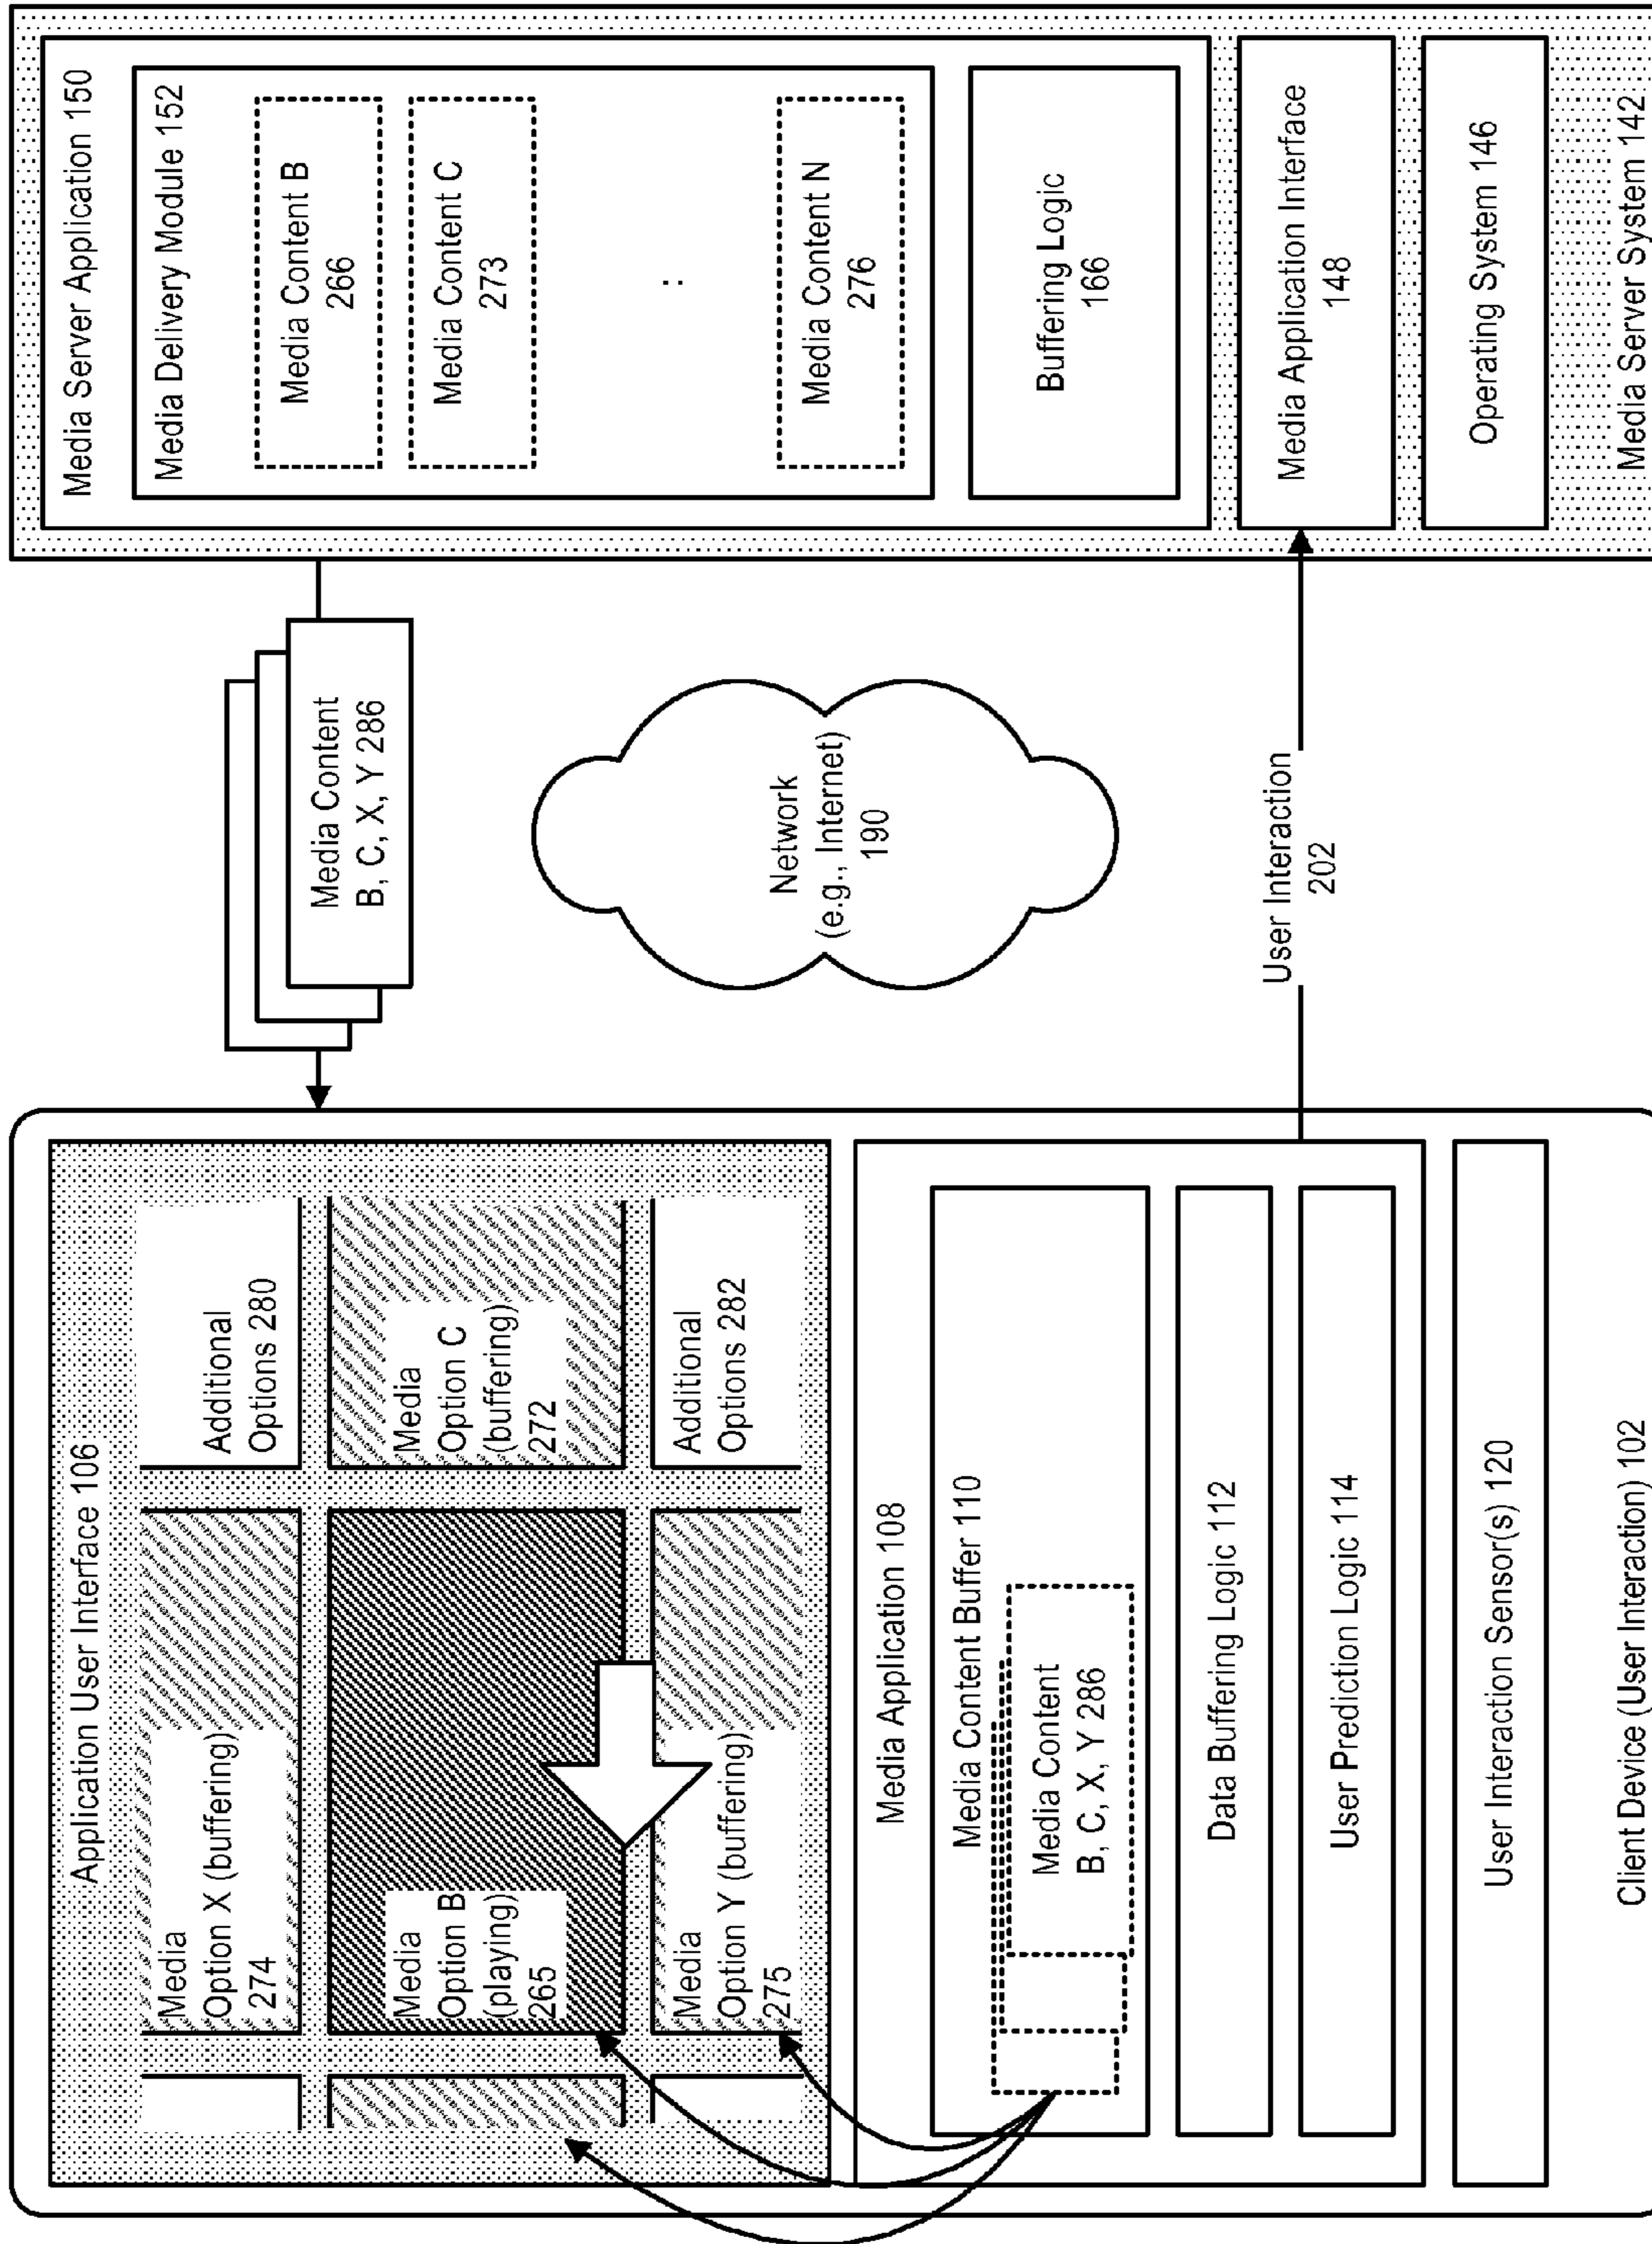 Application User Interface 106
Media
Option X (buffering)
274
Additional
Options 280
Media
Option B
(playing)
265
Media
Option C
(buffering)
272
Media
Option Y (buffering)
275
Additional
Options 282
Media Application 108
Media Content Buffer 110
Media Content
B, C, X, Y 286
Data Buffering Logic 112
User Prediction Logic 114
User Interaction Sensor(s) 120
Client Device (User Interaction) 102
Media Content
B, C, X, Y 286
Network
(e.g., Internet)
190
User Interaction
202
Media Server Application 150
Media Delivery Module 152
Media Content B
266
Media Content C
273
:
Media Content N
276
Buffering Logic
166
Media Application Interface
148
Operating System 146
Media Server System 142